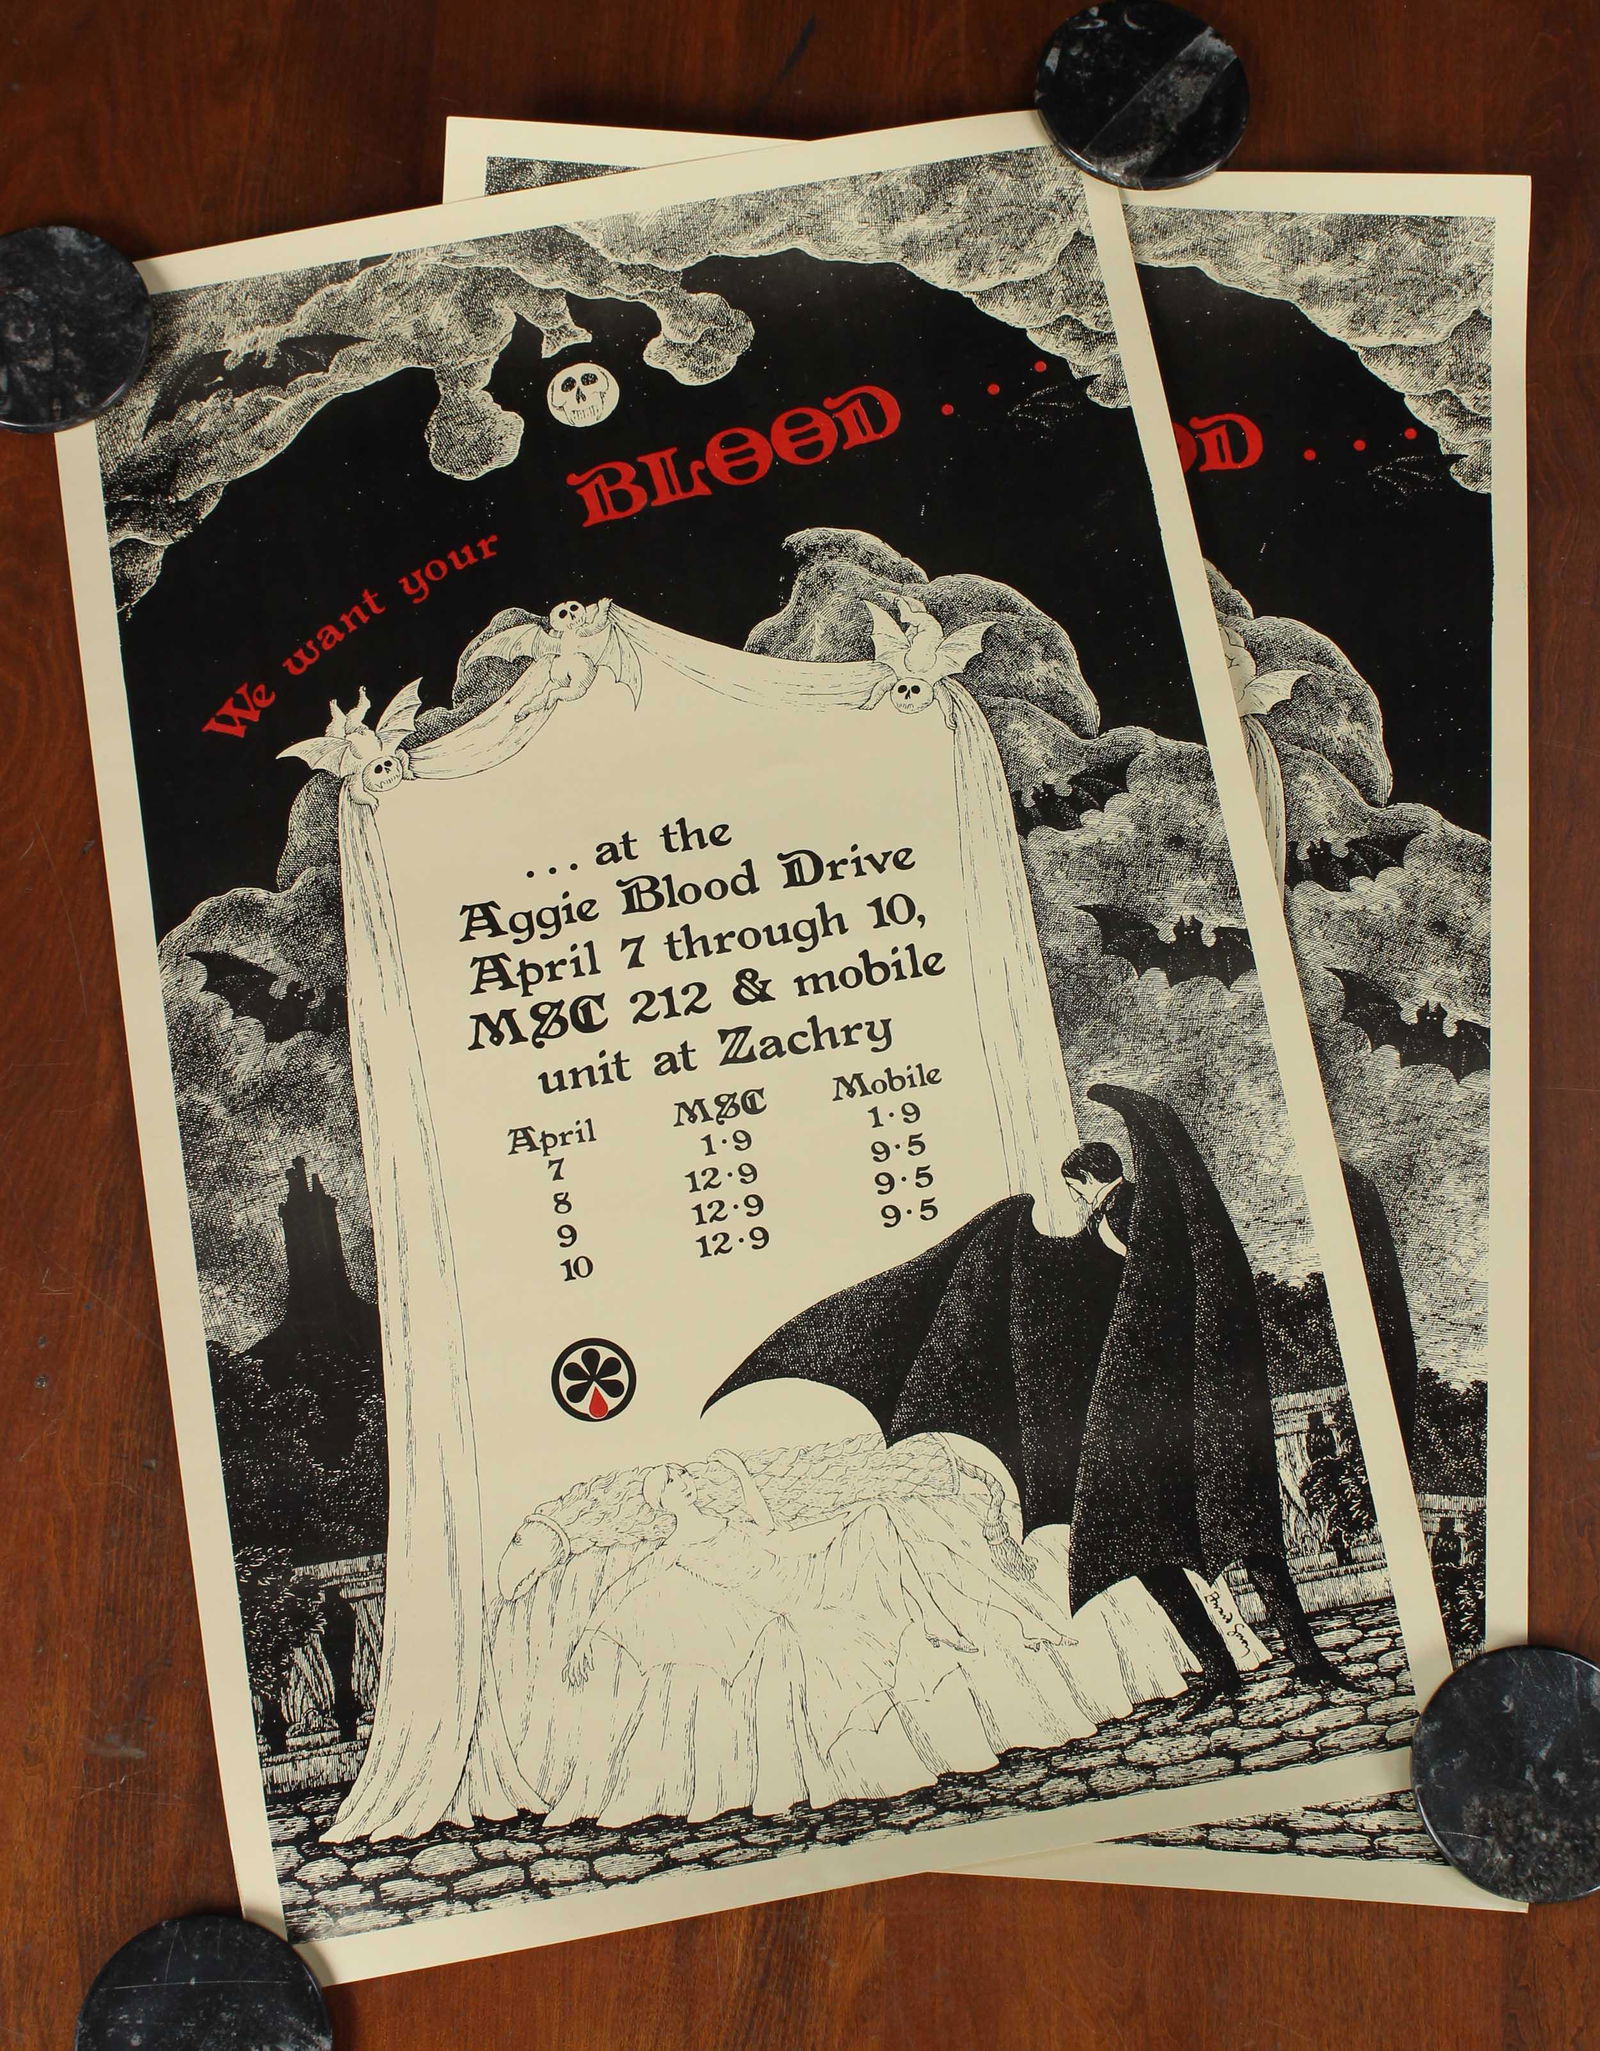 We want your BLOOD . . .
. . . at the
Aggie Blood Drive
April 7 through 10,
MSC 212 & mobile
unit at Zachry
April MSC Mobile
7 1·9 1·9
8 12·9 9·5
9 12·9 9·5
10 12·9 9·5
OD . . .